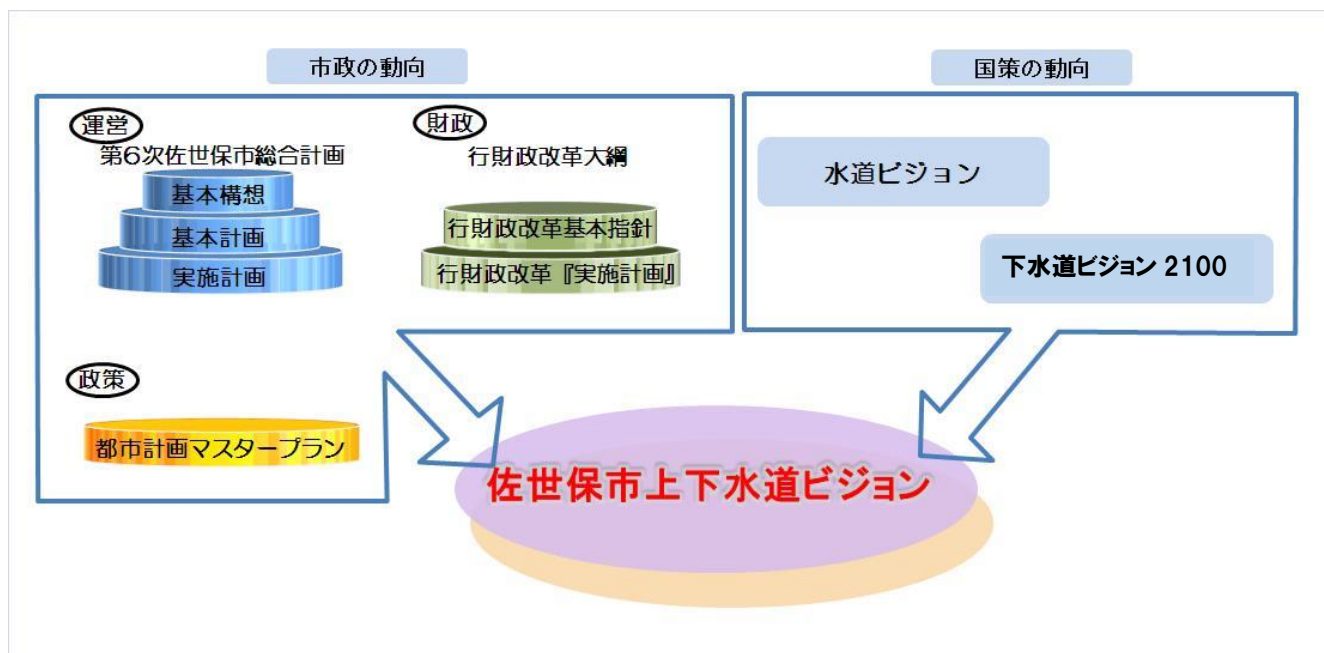 市政の動向
運営
第6次佐世保市総合計画
基本構想
基本計画
実施計画
財政
行財政改革大綱
行財政改革基本指針
行財政改革『実施計画』
政策
都市計画マスタープラン
国策の動向
水道ビジョン
下水道ビジョン 2100
佐世保市上下水道ビジョン